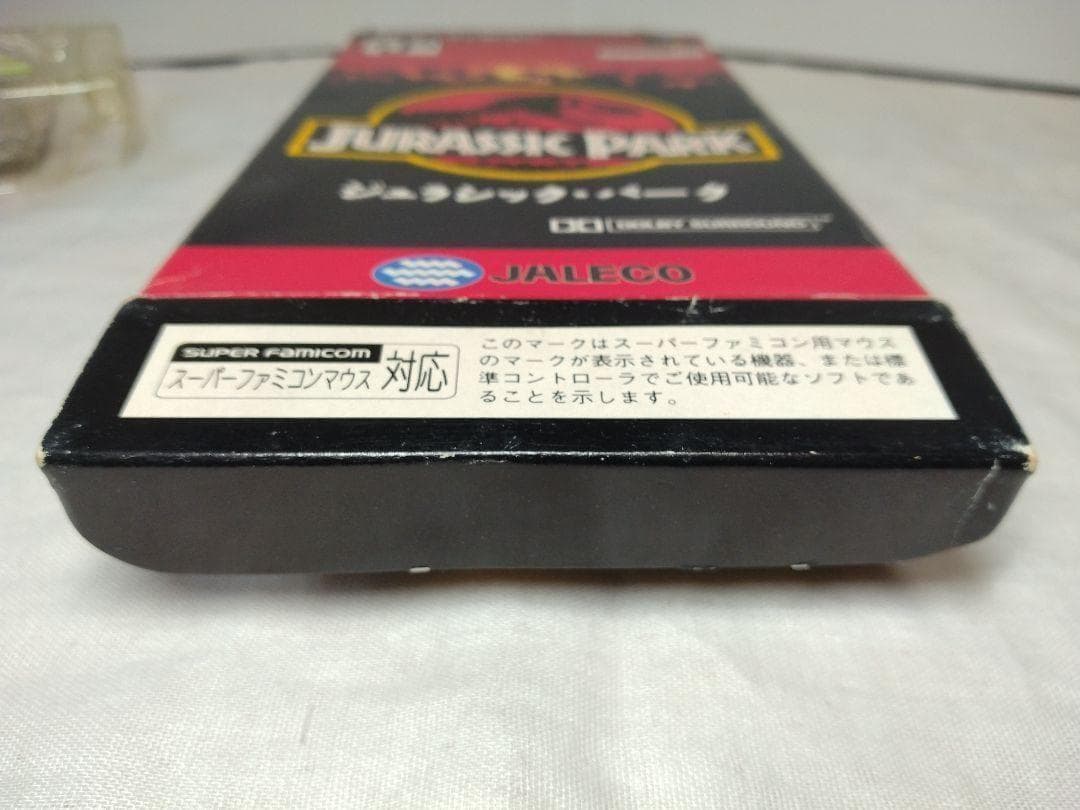 JURASSIC PARK
ジュラシック・パーク
DOLBY SURROUND
JALECO
SUPER Famicom
スーパーファミコンマウス 対応
このマークはスーパーファミコン用マウス
のマークが表示されている機器、または標
準コントローラでご使用可能なソフトであ
ることを示します。